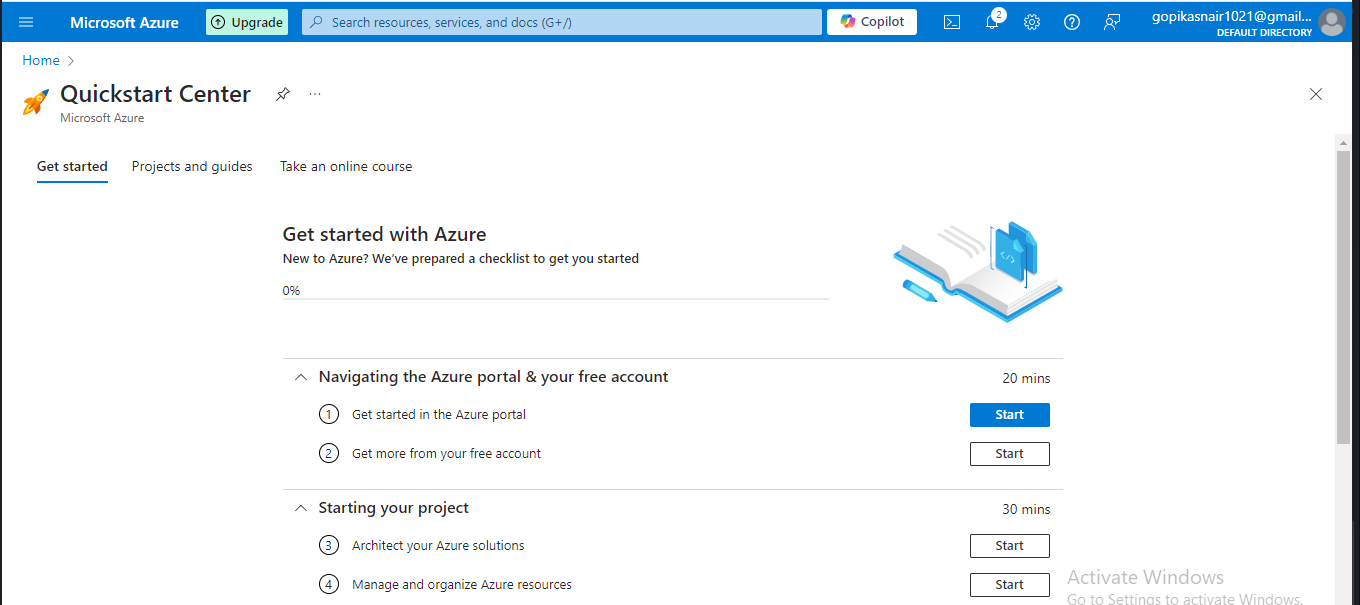 Microsoft Azure
Upgrade
Search resources, services, and docs (G+/)
Copilot
2
gopikasnair1021@gmail...
DEFAULT DIRECTORY
Home
Quickstart Center
...
Microsoft Azure
Get started Projects and guides Take an online course
Get started with Azure
New to Azure? We've prepared a checklist to get you started
0%
</>
Navigating the Azure portal & your free account 20 mins
1 Get started in the Azure portal Start
2 Get more from your free account Start
Starting your project 30 mins
3 Architect your Azure solutions Start
4 Manage and organize Azure resources Start
Activate Windows
Go to Settings to activate Windows.